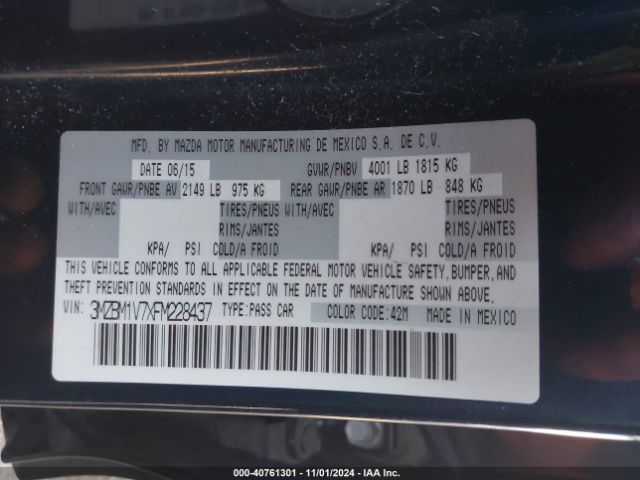 MFD. BY MAZDA MOTOR MANUFACTURING DE MEXICO S.A. DE C.V.
DATE 06/15 GVWR/PNBV 4001 LB 1815 KG
FRONT GAWR/PNBE AV 2149 LB 975 KG REAR GAWR/PNBE AR 1870 LB 848 KG
WITH/AVEC TIRES/PNEUS WITH/AVEC TIRES/PNEUS
RIMS/JANTES RIMS/JANTES
KPA/ PSI COLD/A FROID KPA/ PSI COLD/A FROID
THIS VEHICLE CONFORMS TO ALL APPLICABLE FEDERAL MOTOR VEHICLE SAFETY, BUMPER, AND
THEFT PREVENTION STANDARDS IN EFFECT ON THE DATE OF MANUFACTURE SHOWN ABOVE.
VIN: 3MZBM1V7XFM228437 TYPE:PASS CAR COLOR CODE:42M MADE IN MEXICO
000-40761301 - 11/01/2024 - IAA Inc.